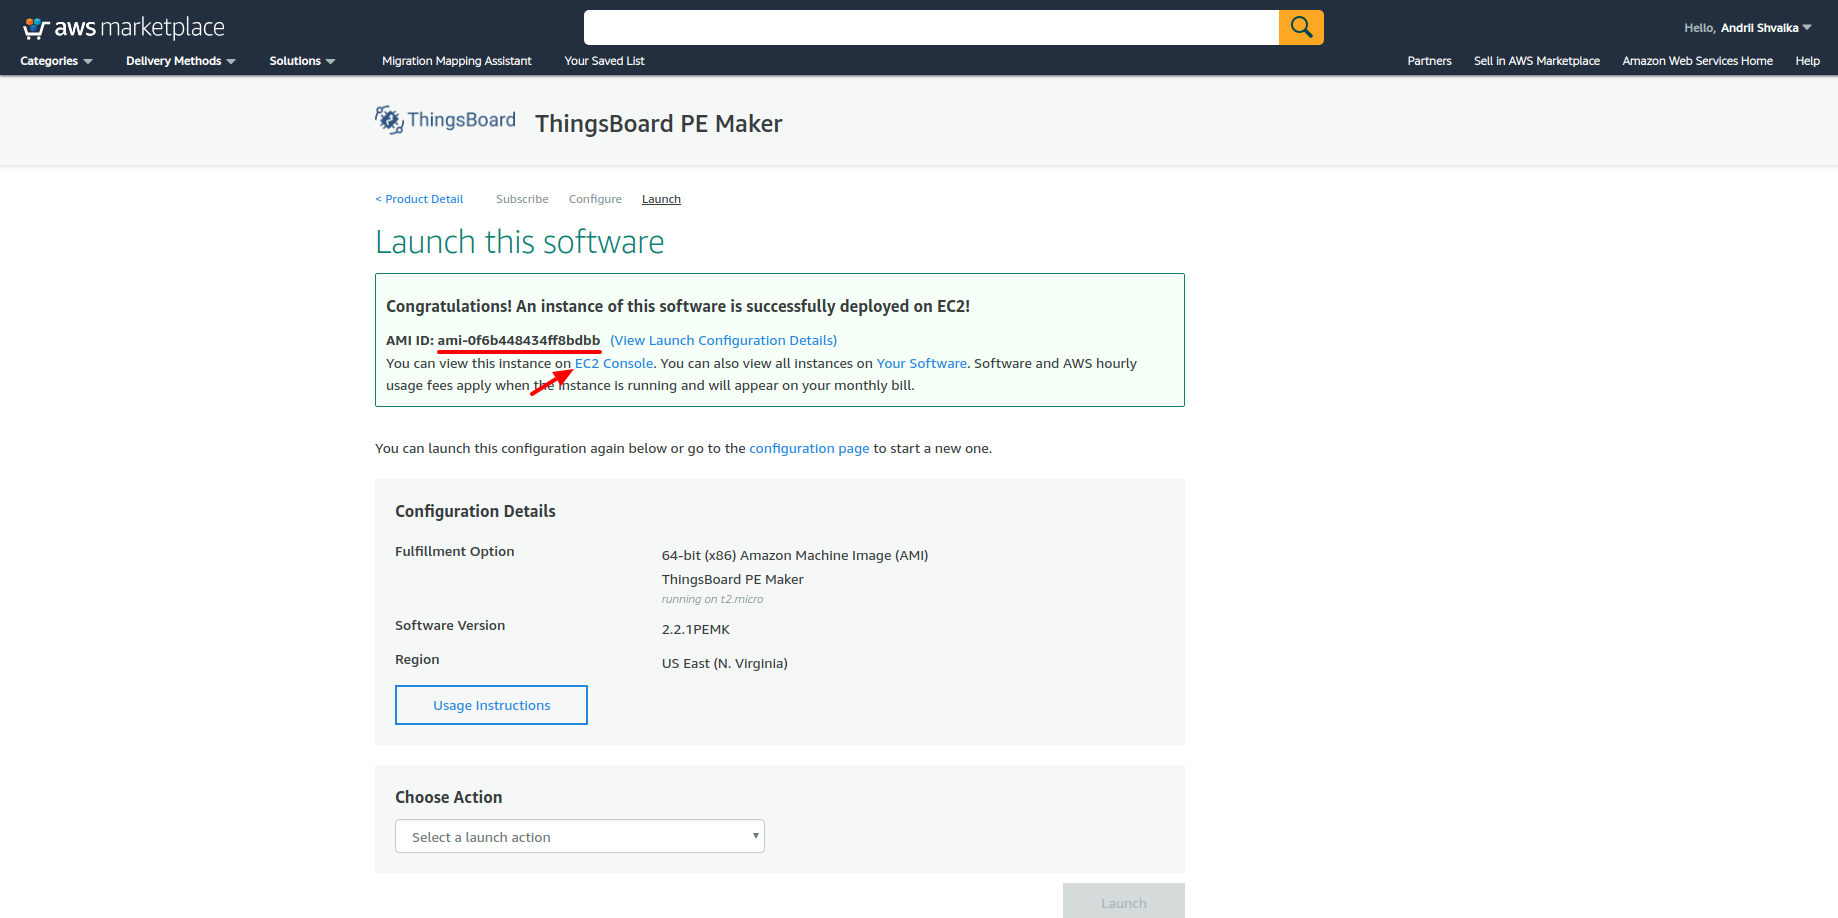 aws marketplace
Hello, Andrii Shvaika
Categories Delivery Methods Solutions Migration Mapping Assistant Your Saved List Partners Sell in AWS Marketplace Amazon Web Services Home Help
ThingsBoard ThingsBoard PE Maker
< Product Detail Subscribe Configure Launch
Launch this software
Congratulations! An instance of this software is successfully deployed on EC2!
AMI ID: ami-0f6b448434ff8bdbb (View Launch Configuration Details)
You can view this instance on EC2 Console. You can also view all instances on Your Software. Software and AWS hourly
usage fees apply when the instance is running and will appear on your monthly bill.
You can launch this configuration again below or go to the configuration page to start a new one.
Configuration Details
Fulfillment Option 64-bit (x86) Amazon Machine Image (AMI)
ThingsBoard PE Maker
running on t2.micro
Software Version 2.2.1PEMK
Region US East (N. Virginia)
Usage Instructions
Choose Action
Select a launch action
Launch